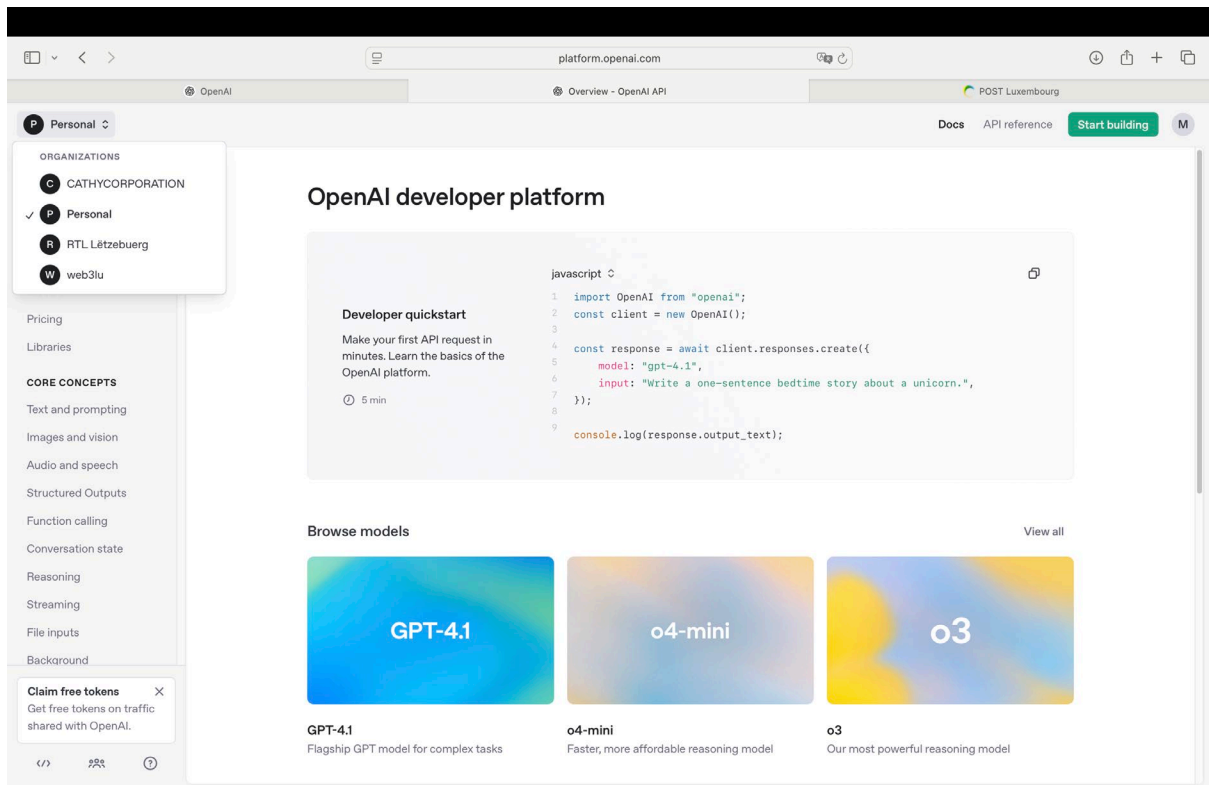 platform.openai.com
OpenAI
Overview - OpenAI API
POST Luxembourg
P Personal
Docs
API reference
Start building
M
ORGANIZATIONS
C CATHYCORPORATION
P Personal
R RTL Lëtzebuerg
W web3lu
Pricing
Libraries
CORE CONCEPTS
Text and prompting
Images and vision
Audio and speech
Structured Outputs
Function calling
Conversation state
Reasoning
Streaming
File inputs
Background
Claim free tokens
Get free tokens on traffic
shared with OpenAI.
OpenAI developer platform
Developer quickstart
Make your first API request in
minutes. Learn the basics of the
OpenAI platform.
5 min
javascript
1 import OpenAI from "openai";
2 const client = new OpenAI();
3
4 const response = await client.responses.create({
5 model: "gpt-4.1",
6 input: "Write a one-sentence bedtime story about a unicorn.",
7 });
8
9 console.log(response.output_text);
Browse models
View all
GPT-4.1
o4-mini
o3
GPT-4.1
Flagship GPT model for complex tasks
o4-mini
Faster, more affordable reasoning model
o3
Our most powerful reasoning model